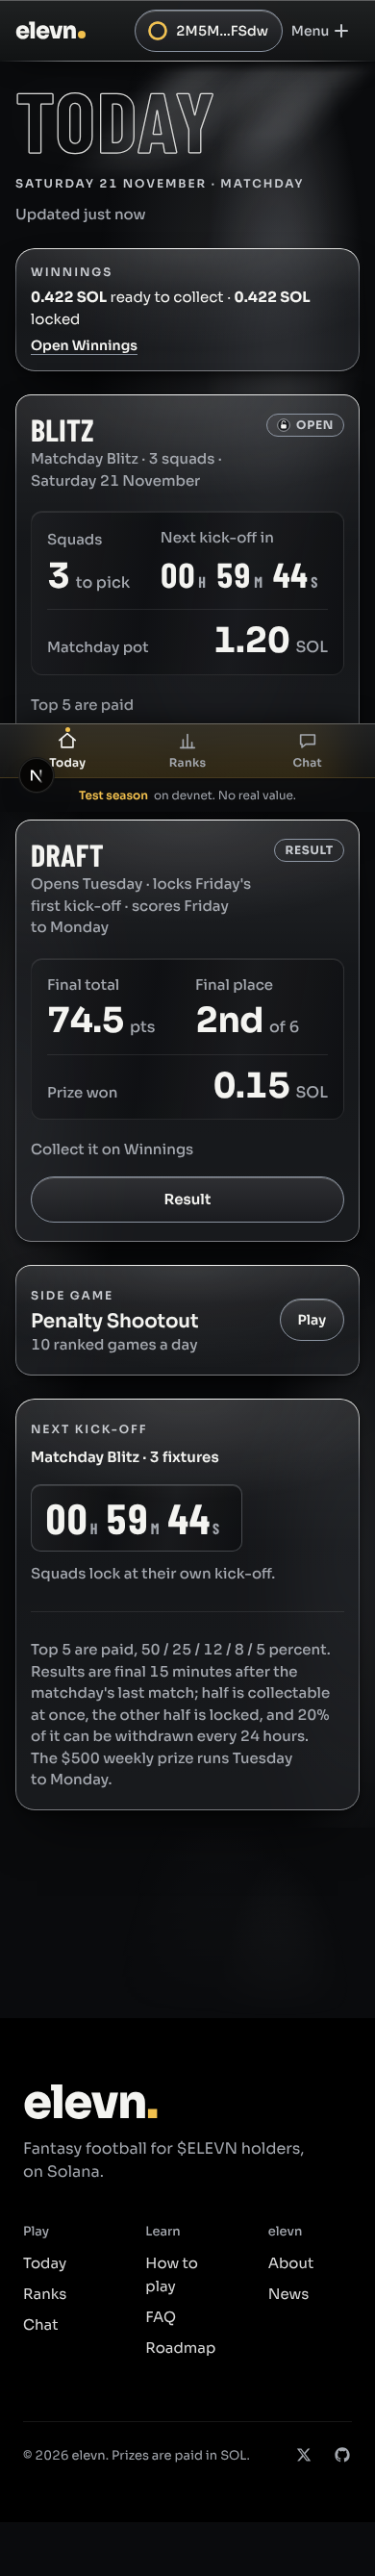 elevn.
2M5M...FSdw
Menu
TODAY
SATURDAY 21 NOVEMBER · MATCHDAY
Updated just now
WINNINGS
0.422 SOL ready to collect · 0.422 SOL
locked
Open Winnings
BLITZ
OPEN
Matchday Blitz · 3 squads ·
Saturday 21 November
Squads
Next kick-off in
3 to pick
00H 59M 44S
Matchday pot
1.20 SOL
Top 5 are paid
Today
Ranks
Chat
N
Test season on devnet. No real value.
DRAFT
RESULT
Opens Tuesday · locks Friday's
first kick-off · scores Friday
to Monday
Final total
Final place
74.5 pts
2nd of 6
Prize won
0.15 SOL
Collect it on Winnings
Result
SIDE GAME
Penalty Shootout
Play
10 ranked games a day
NEXT KICK-OFF
Matchday Blitz · 3 fixtures
00H 59M 44S
Squads lock at their own kick-off.
Top 5 are paid, 50 / 25 / 12 / 8 / 5 percent.
Results are final 15 minutes after the
matchday's last match; half is collectable
at once, the other half is locked, and 20%
of it can be withdrawn every 24 hours.
The $500 weekly prize runs Tuesday
to Monday.
elevn.
Fantasy football for $ELEVN holders,
on Solana.
Play
Today
Ranks
Chat
Learn
How to
play
FAQ
Roadmap
elevn
About
News
© 2026 elevn. Prizes are paid in SOL.